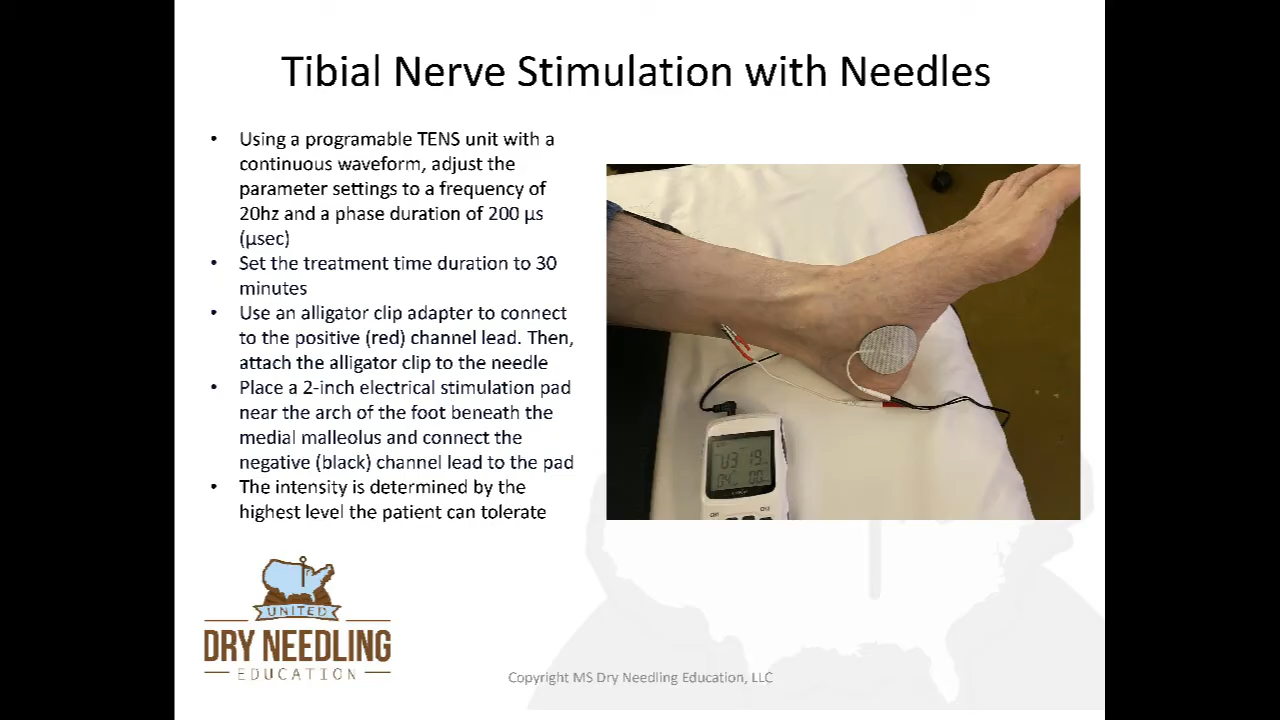 Tibial Nerve Stimulation with Needles
• Using a programable TENS unit with a
continuous waveform, adjust the
parameter settings to a frequency of
20hz and a phase duration of 200 µs
(µsec)
• Set the treatment time duration to 30
minutes
• Use an alligator clip adapter to connect
to the positive (red) channel lead. Then,
attach the alligator clip to the needle
• Place a 2-inch electrical stimulation pad
near the arch of the foot beneath the
medial malleolus and connect the
negative (black) channel lead to the pad
• The intensity is determined by the
highest level the patient can tolerate
UNITED
DRY NEEDLING
EDUCATION
Copyright MS Dry Needling Education, LLC